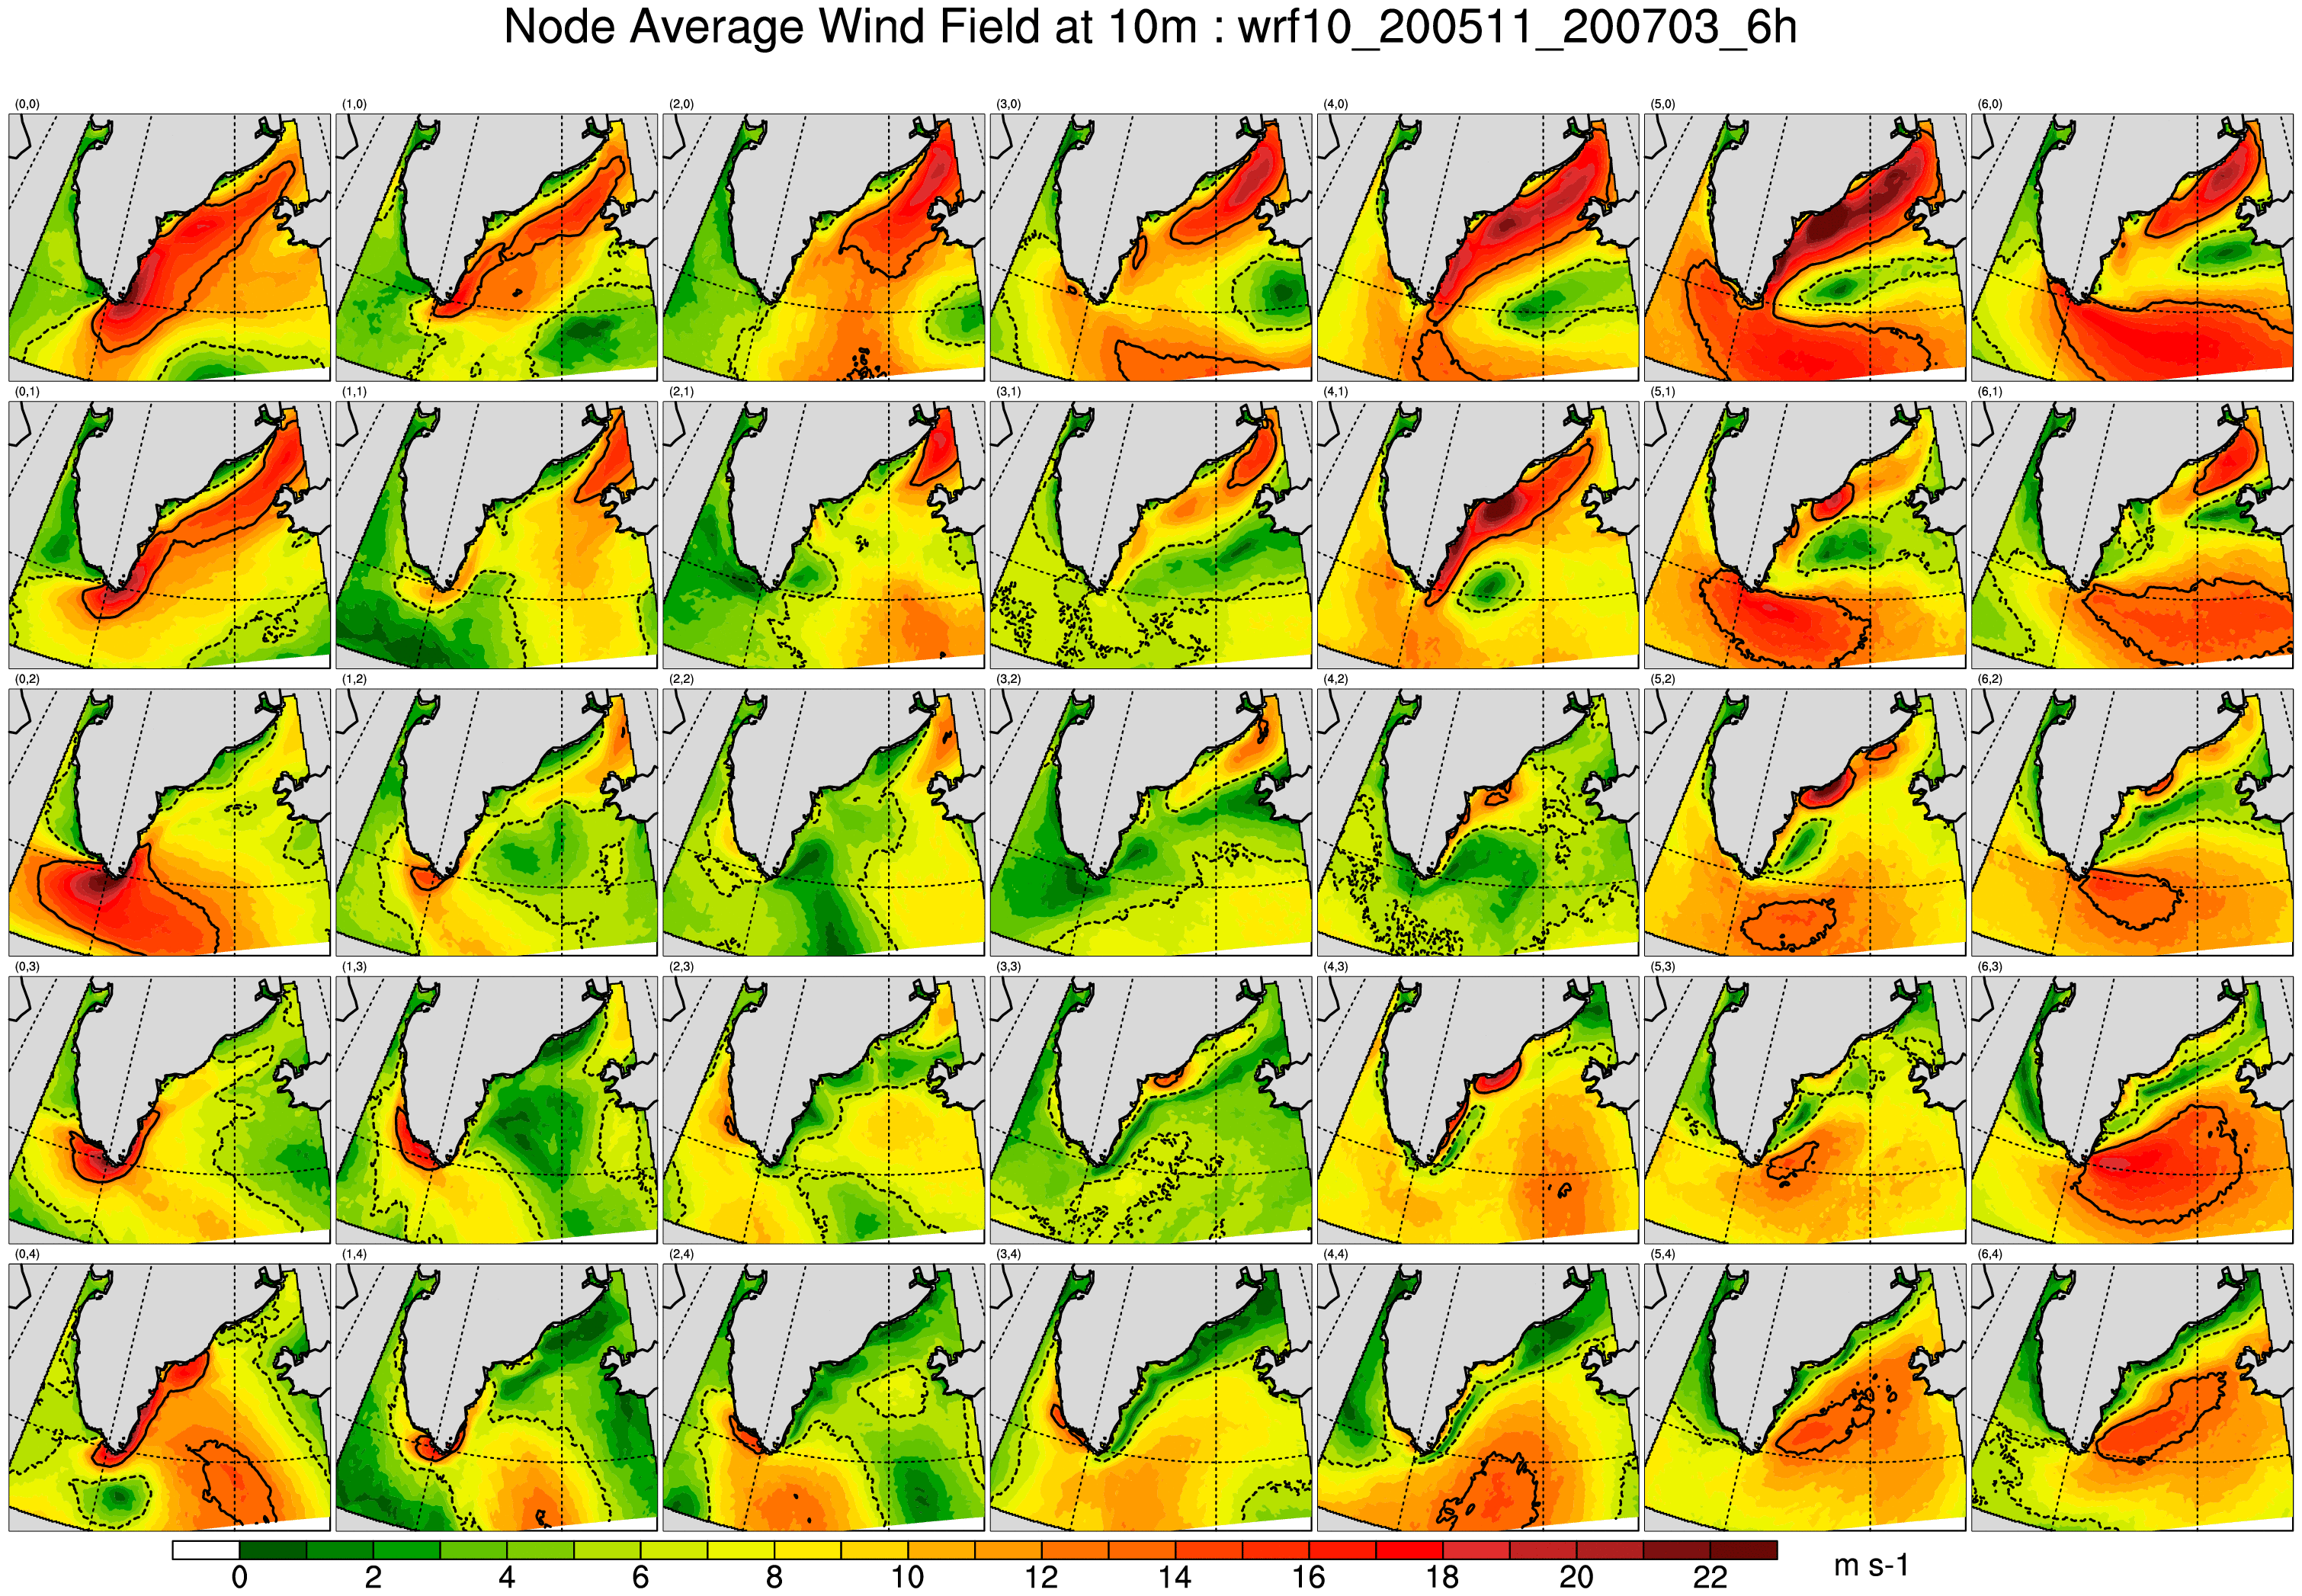 Node Average Wind Field at 10m : wrf10_200511_200703_6h
(0,0) (1,0) (2,0) (3,0) (4,0) (5,0) (6,0)
(0,1) (1,1) (2,1) (3,1) (4,1) (5,1) (6,1)
(0,2) (1,2) (2,2) (3,2) (4,2) (5,2) (6,2)
(0,3) (1,3) (2,3) (3,3) (4,3) (5,3) (6,3)
(0,4) (1,4) (2,4) (3,4) (4,4) (5,4) (6,4)
0 2 4 6 8 10 12 14 16 18 20 22 m s-1